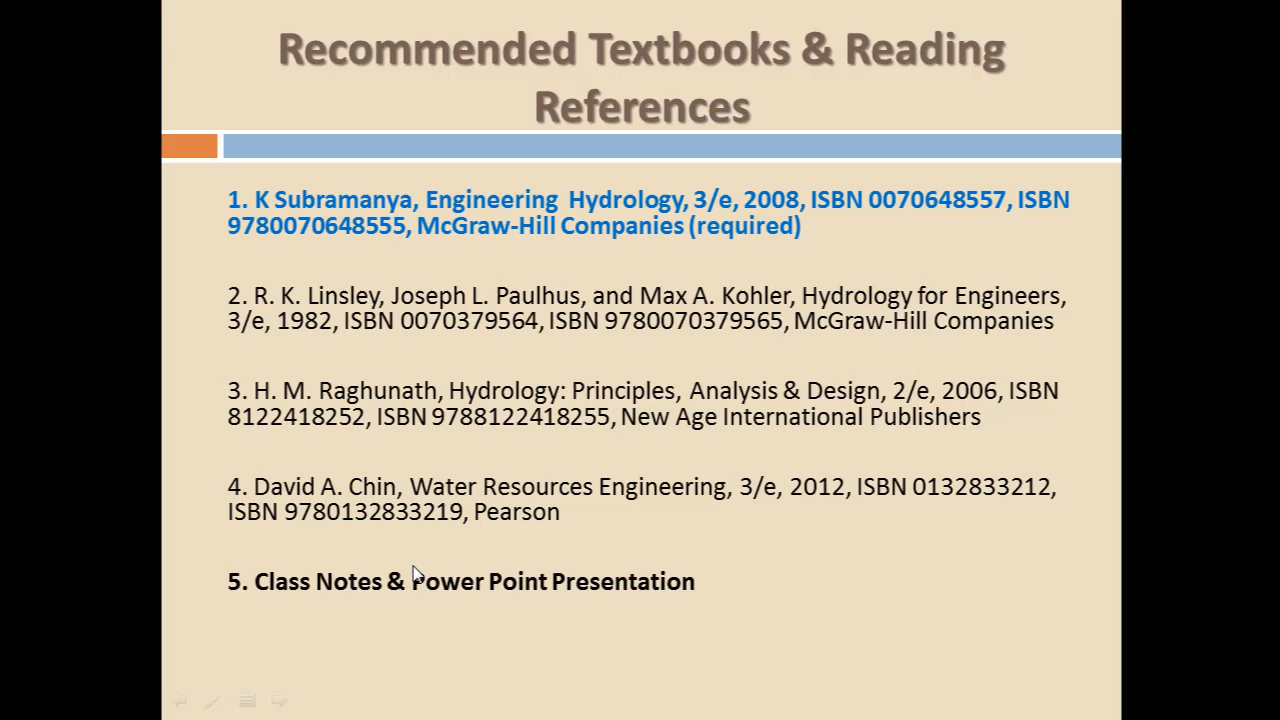 Recommended Textbooks & Reading
References
1. K Subramanya, Engineering Hydrology, 3/e, 2008, ISBN 0070648557, ISBN
9780070648555, McGraw-Hill Companies (required)
2. R. K. Linsley, Joseph L. Paulhus, and Max A. Kohler, Hydrology for Engineers,
3/e, 1982, ISBN 0070379564, ISBN 9780070379565, McGraw-Hill Companies
3. H. M. Raghunath, Hydrology: Principles, Analysis & Design, 2/e, 2006, ISBN
8122418252, ISBN 9788122418255, New Age International Publishers
4. David A. Chin, Water Resources Engineering, 3/e, 2012, ISBN 0132833212,
ISBN 9780132833219, Pearson
5. Class Notes & Power Point Presentation